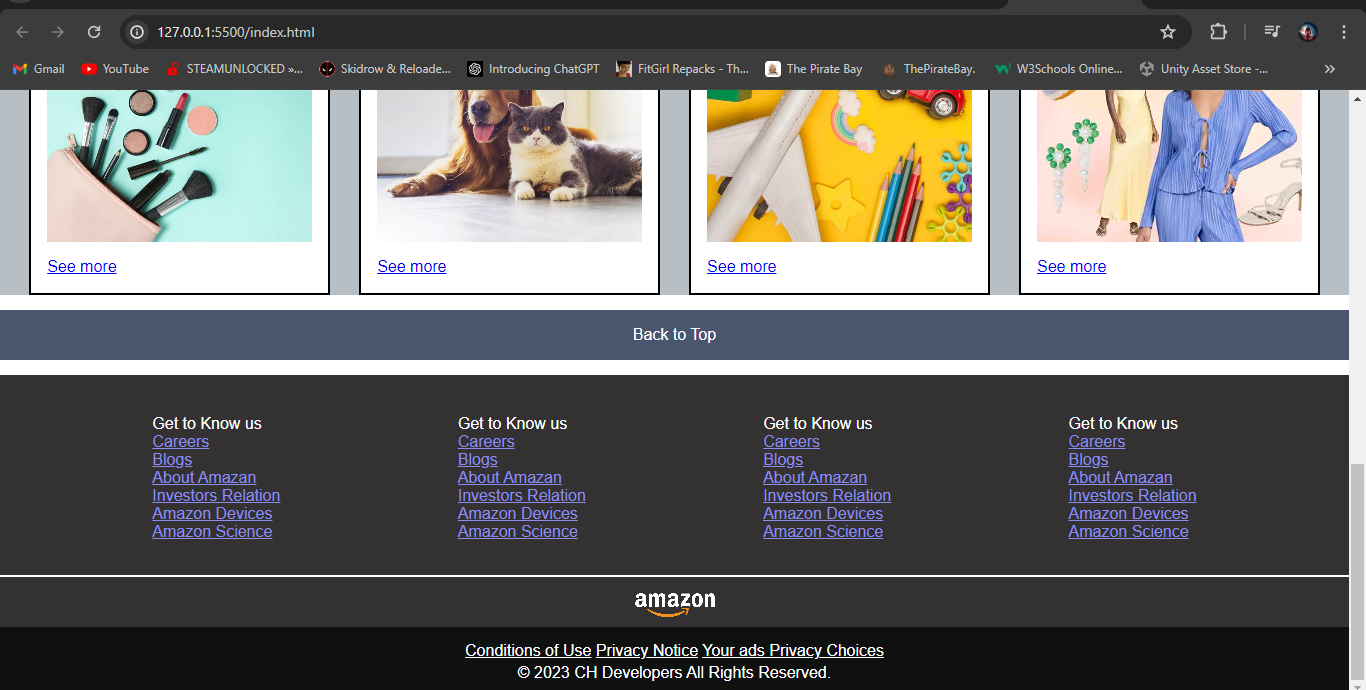 127.0.0.1:5500/index.html
Gmail YouTube STEAMUNLOCKED »... Skidrow & Reloade... Introducing ChatGPT FitGirl Repacks - Th... The Pirate Bay ThePirateBay. W3Schools Online... Unity Asset Store -... »
See more See more See more See more
Back to Top
Get to Know us Get to Know us Get to Know us Get to Know us
Careers Careers Careers Careers
Blogs Blogs Blogs Blogs
About Amazan About Amazan About Amazan About Amazan
Investors Relation Investors Relation Investors Relation Investors Relation
Amazon Devices Amazon Devices Amazon Devices Amazon Devices
Amazon Science Amazon Science Amazon Science Amazon Science
amazon
Conditions of Use Privacy Notice Your ads Privacy Choices
© 2023 CH Developers All Rights Reserved.